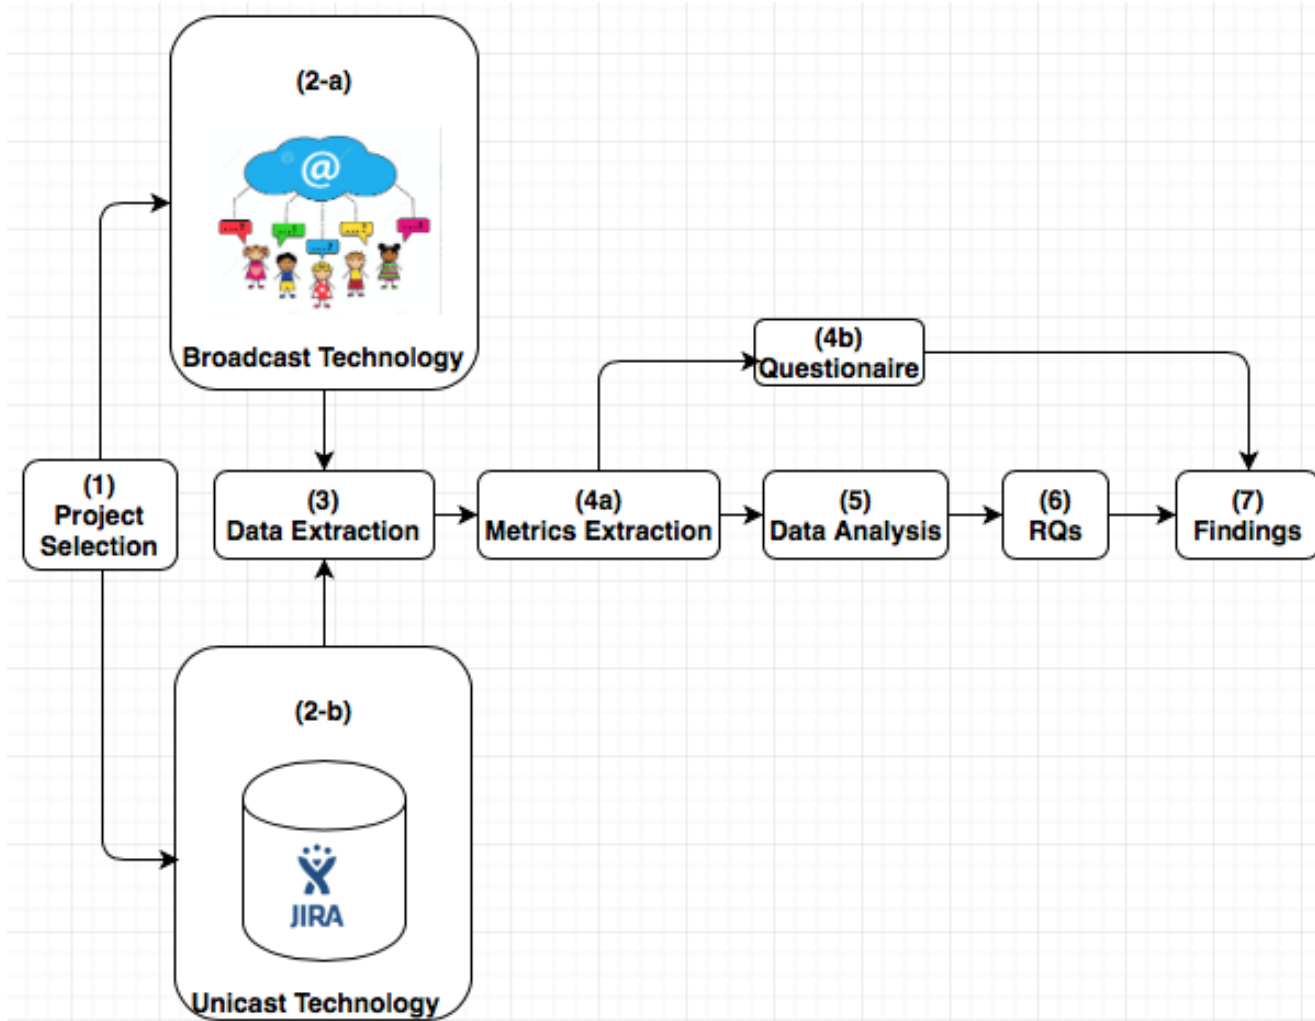 (2-a)
@
Broadcast Technology
(1)
Project
Selection
(3)
Data Extraction
(4a)
Metrics Extraction
(4b)
Questionaire
(5)
Data Analysis
(6)
RQs
(7)
Findings
(2-b)
JIRA
Unicast Technology